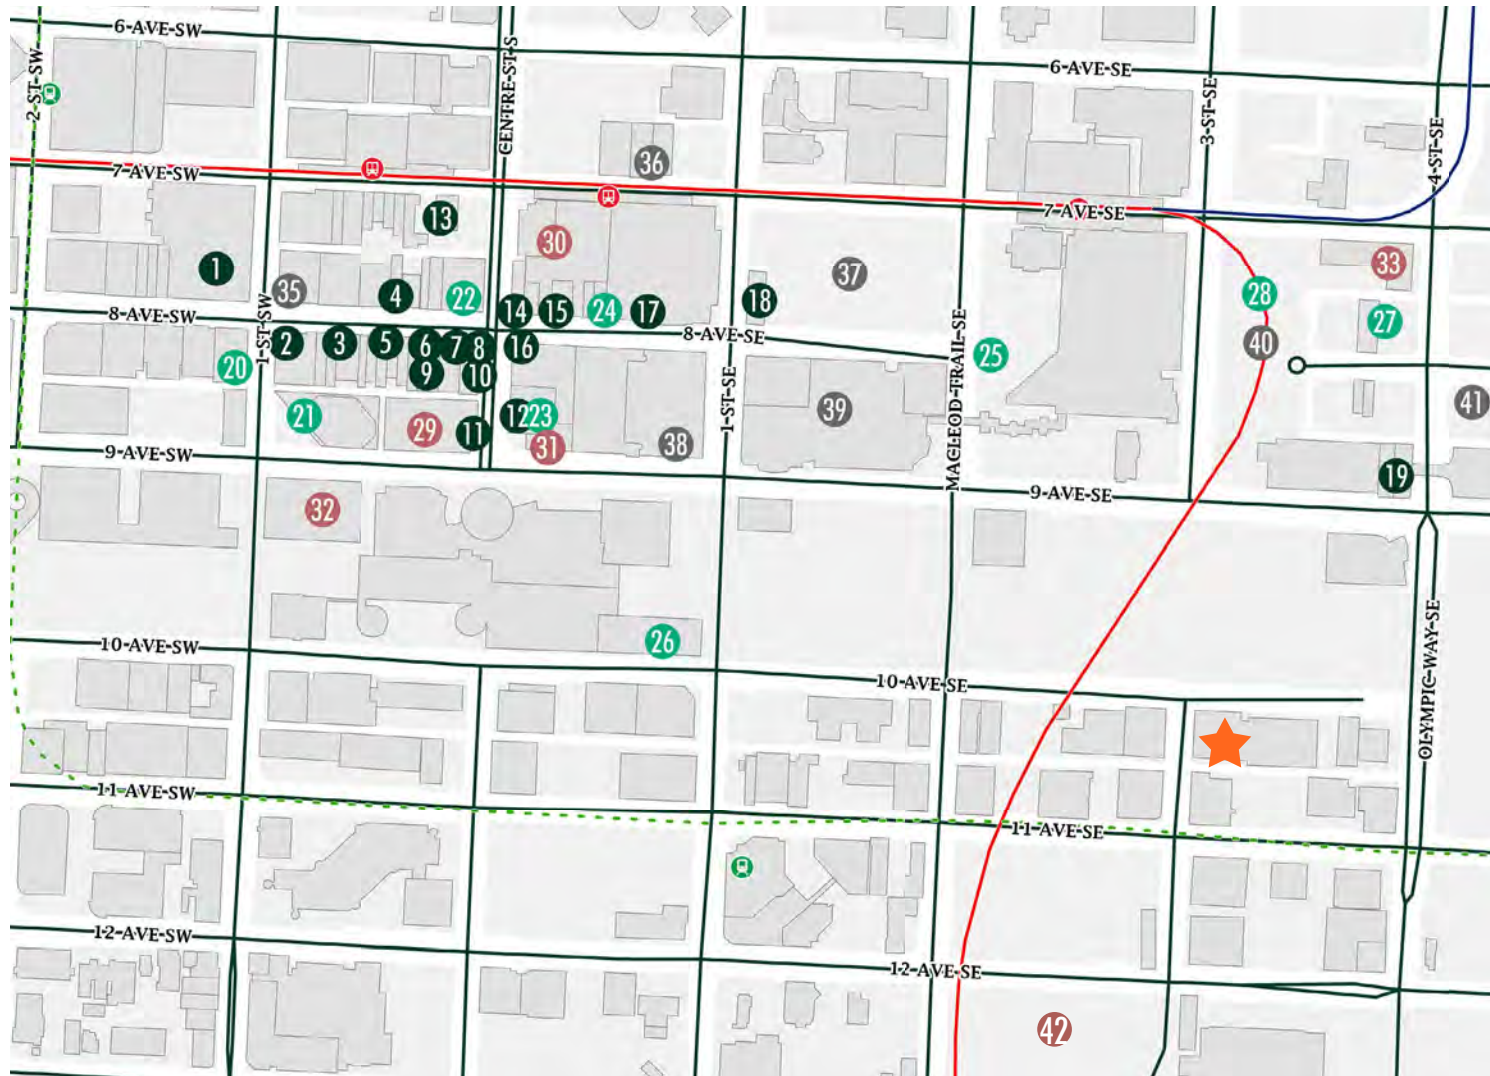 6 AVE SW
2 ST SW
CENTRE ST S
6 AVE SE
3 ST SE
4 ST SE
36
7 AVE SW
13
7 AVE SE
30
33
1
37
35
4
22
28
14
15
24
17
18
27
8 AVE SW
1 ST SW
8 AVE SE
MACLEOD TRAIL SE
2
3
5
6
7
8
16
40
25
20
9
10
1 ST SE
41
21
29
11
12
23
39
31
38
9 AVE SW
19
9 AVE SE
32
26
10 AVE SW
10 AVE SE
OLYMPIC WAY SE
11 AVE SW
11 AVE SE
12 AVE SW
12 AVE SE
42